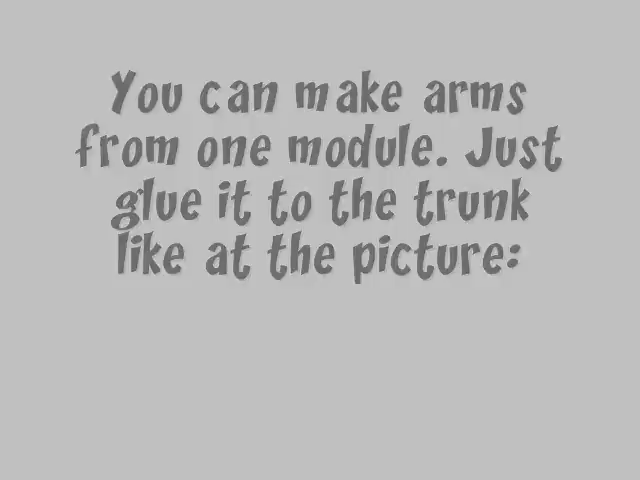 You can make arms
from one module. Just
glue it to the trunk
like at the picture: